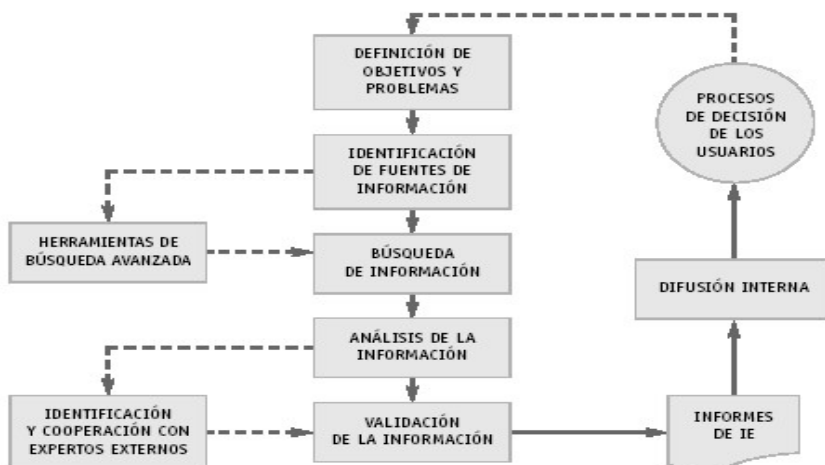 DEFINICIÓN DE
OBJETIVOS Y
PROBLEMAS
PROCESOS
DE DECISIÓN
DE LOS
USUARIOS
IDENTIFICACIÓN
DE FUENTES DE
INFORMACIÓN
HERRAMIENTAS DE
BÚSQUEDA AVANZADA
BÚSQUEDA
DE INFORMACIÓN
DIFUSIÓN INTERNA
ANÁLISIS DE LA
INFORMACIÓN
IDENTIFICACIÓN
Y COOPERACIÓN CON
EXPERTOS EXTERNOS
VALIDACIÓN
DE LA INFORMACIÓN
INFORMES
DE IE